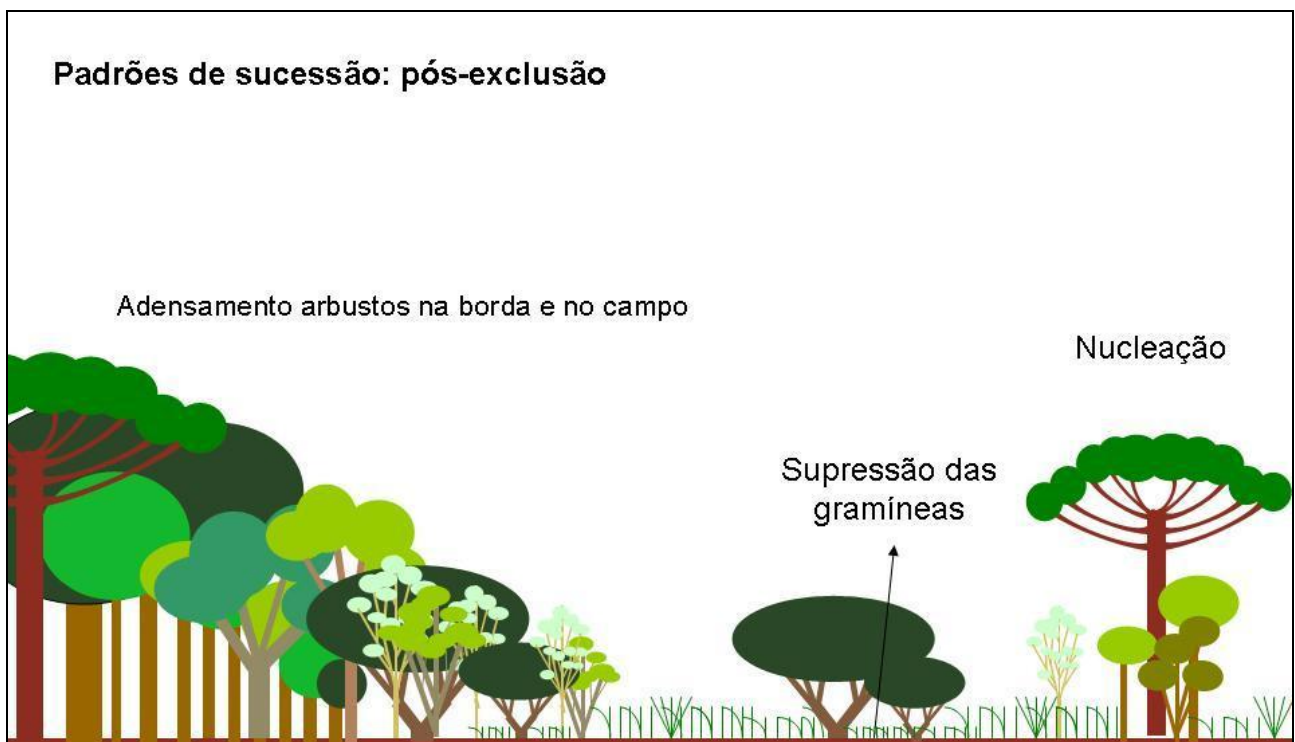 Padrões de sucessão: pós-exclusão
Adensamento arbustos na borda e no campo
Nucleação
Supressão das
gramíneas